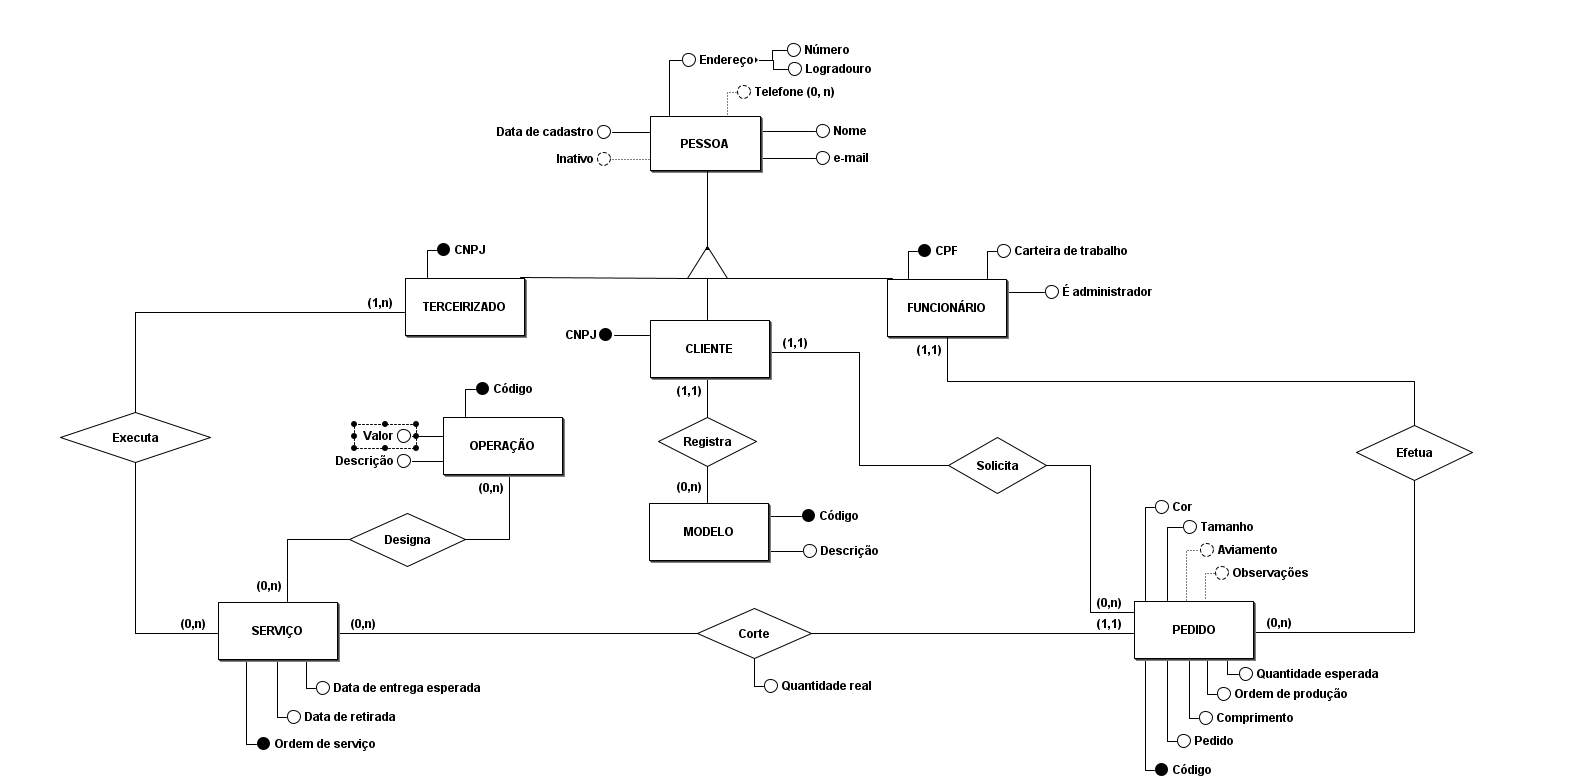 Número
Endereço
Logradouro
Telefone (0, n)
Data de cadastro
Nome
PESSOA
Inativo
e-mail
CNPJ
CPF
Carteira de trabalho
É administrador
(1,n)
TERCEIRIZADO
FUNCIONÁRIO
CNPJ
CLIENTE
(1,1)
(1,1)
(1,1)
Código
Valor
Executa
OPERAÇÃO
Registra
Efetua
Descrição
Solicita
(0,n)
(0,n)
Cor
Código
Tamanho
MODELO
Designa
Descrição
Aviamento
Observações
(0,n)
(0,n)
(0,n)
SERVIÇO
(0,n)
Corte
(1,1)
PEDIDO
(0,n)
Quantidade esperada
Quantidade real
Data de entrega esperada
Ordem de produção
Data de retirada
Comprimento
Ordem de serviço
Pedido
Código